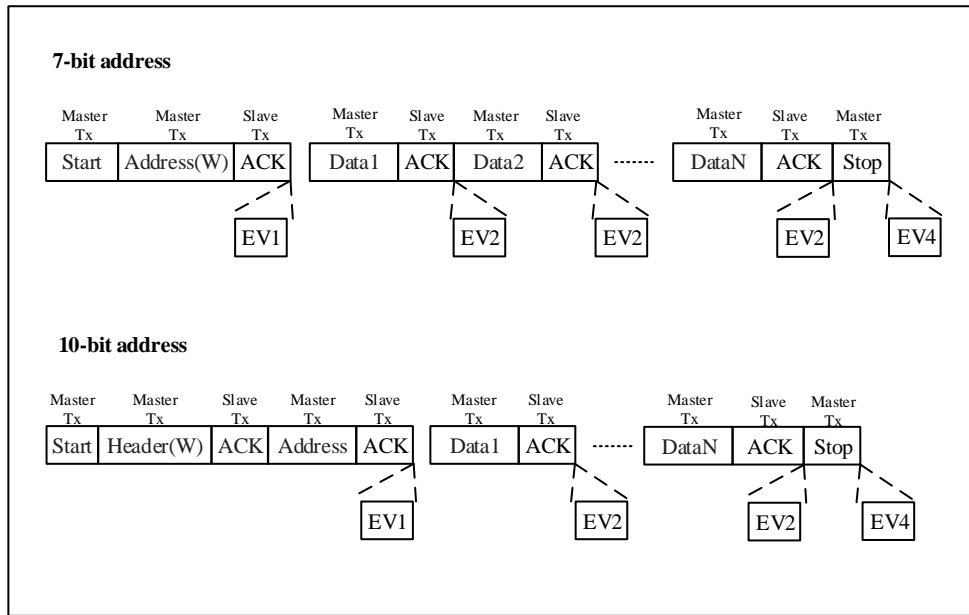 7-bit address
Master Tx Master Tx Slave Tx Master Tx Slave Tx Master Tx Slave Tx Master Tx Slave Tx Master Tx
Start Address(W) ACK Data1 ACK Data2 ACK DataN ACK Stop
EV1 EV2 EV2 EV2 EV4
10-bit address
Master Tx Master Tx Slave Tx Master Tx Slave Tx Master Tx Slave Tx Master Tx Slave Tx Master Tx
Start Header(W) ACK Address ACK Data1 ACK DataN ACK Stop
EV1 EV2 EV2 EV4